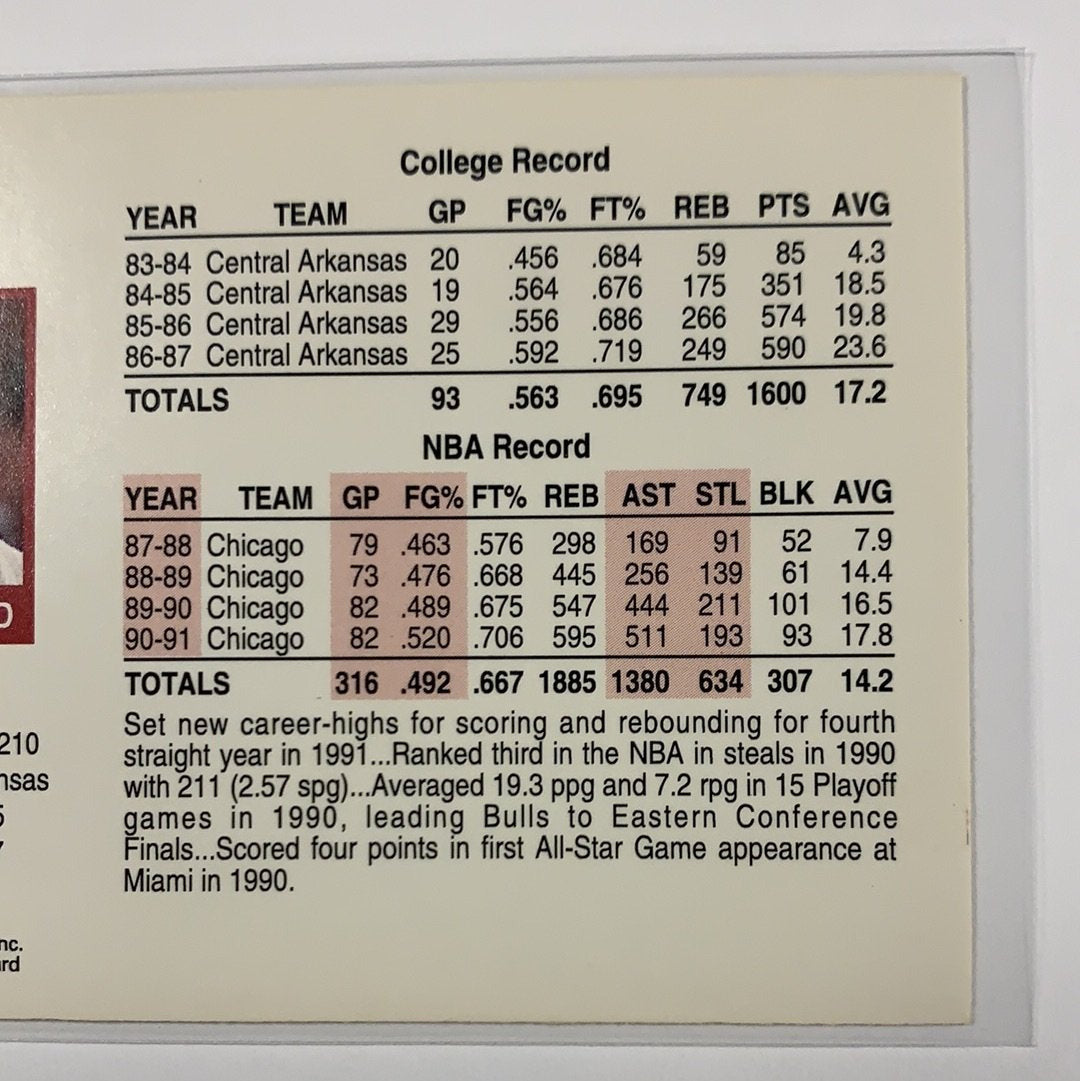 College Record
YEAR TEAM GP FG% FT% REB PTS AVG
83-84 Central Arkansas 20 .456 .684 59 85 4.3
84-85 Central Arkansas 19 .564 .676 175 351 18.5
85-86 Central Arkansas 29 .556 .686 266 574 19.8
86-87 Central Arkansas 25 .592 .719 249 590 23.6
TOTALS 93 .563 .695 749 1600 17.2
NBA Record
YEAR TEAM GP FG% FT% REB AST STL BLK AVG
87-88 Chicago 79 .463 .576 298 169 91 52 7.9
88-89 Chicago 73 .476 .668 445 256 139 61 14.4
89-90 Chicago 82 .489 .675 547 444 211 101 16.5
90-91 Chicago 82 .520 .706 595 511 193 93 17.8
TOTALS 316 .492 .667 1885 1380 634 307 14.2
Set new career-highs for scoring and rebounding for fourth
straight year in 1991...Ranked third in the NBA in steals in 1990
with 211 (2.57 spg)...Averaged 19.3 ppg and 7.2 rpg in 15 Playoff
games in 1990, leading Bulls to Eastern Conference
Finals...Scored four points in first All-Star Game appearance at
Miami in 1990.
210
nsas
nc.
rd